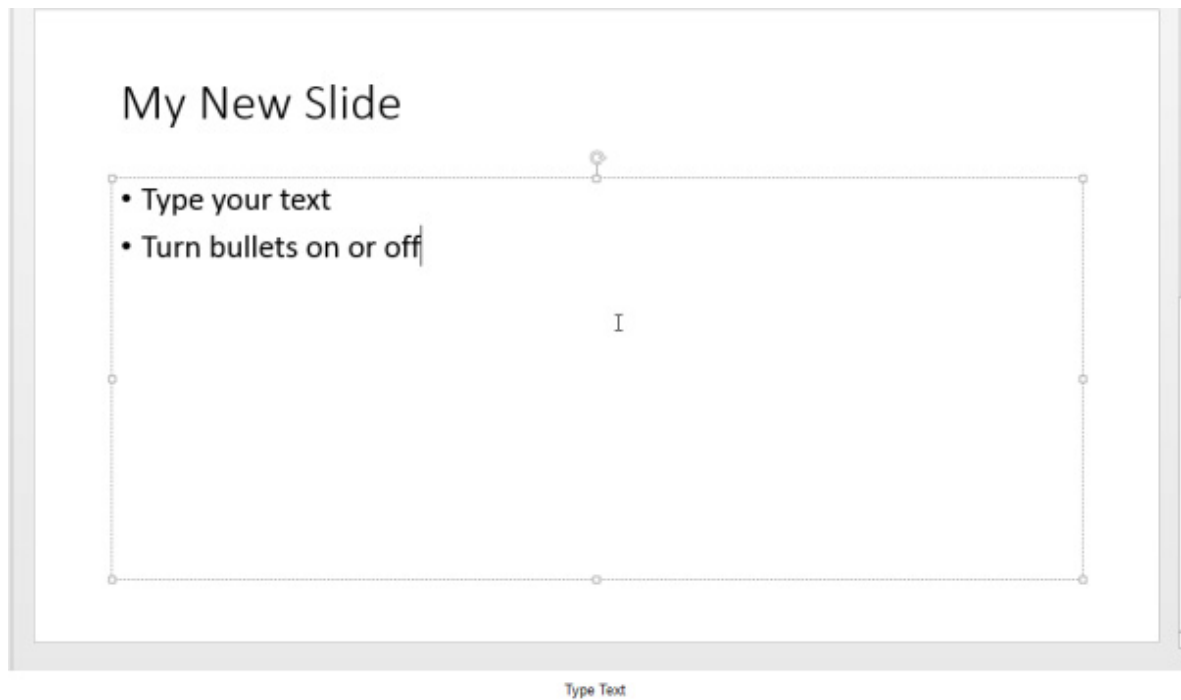 My New Slide
• Type your text
• Turn bullets on or off
Type Text